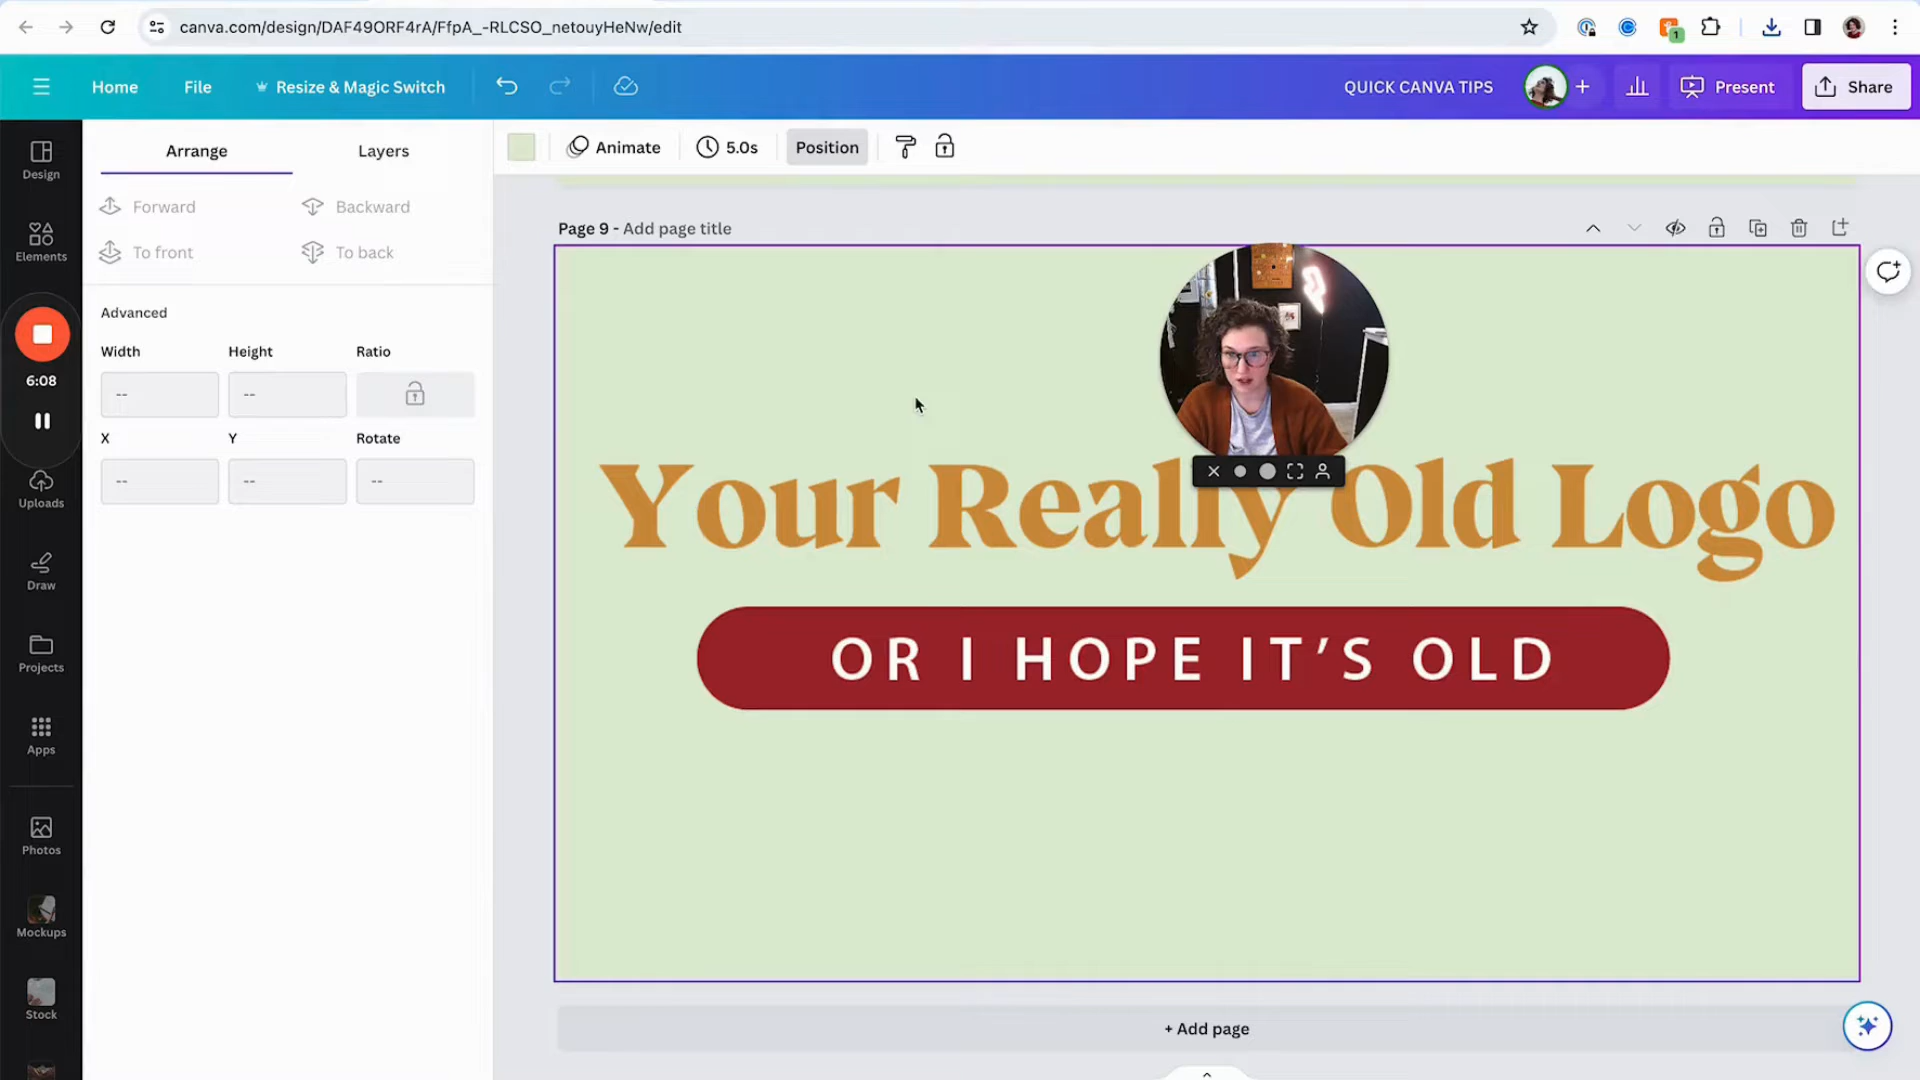 canva.com/design/DAF49ORF4rA/FfpA_-RLCSO_netouyHeNw/edit
1
Home
File
Resize & Magic Switch
QUICK CANVA TIPS
Present
Share
Design
Elements
6:08
Uploads
Draw
Projects
Apps
Photos
Mockups
Stock
Arrange
Layers
Forward
Backward
To front
To back
Advanced
Width
Height
Ratio
--
--
X
Y
Rotate
--
--
--
Animate
5.0s
Position
Page 9 - Add page title
Your Really Old Logo
OR I HOPE IT’S OLD
+ Add page